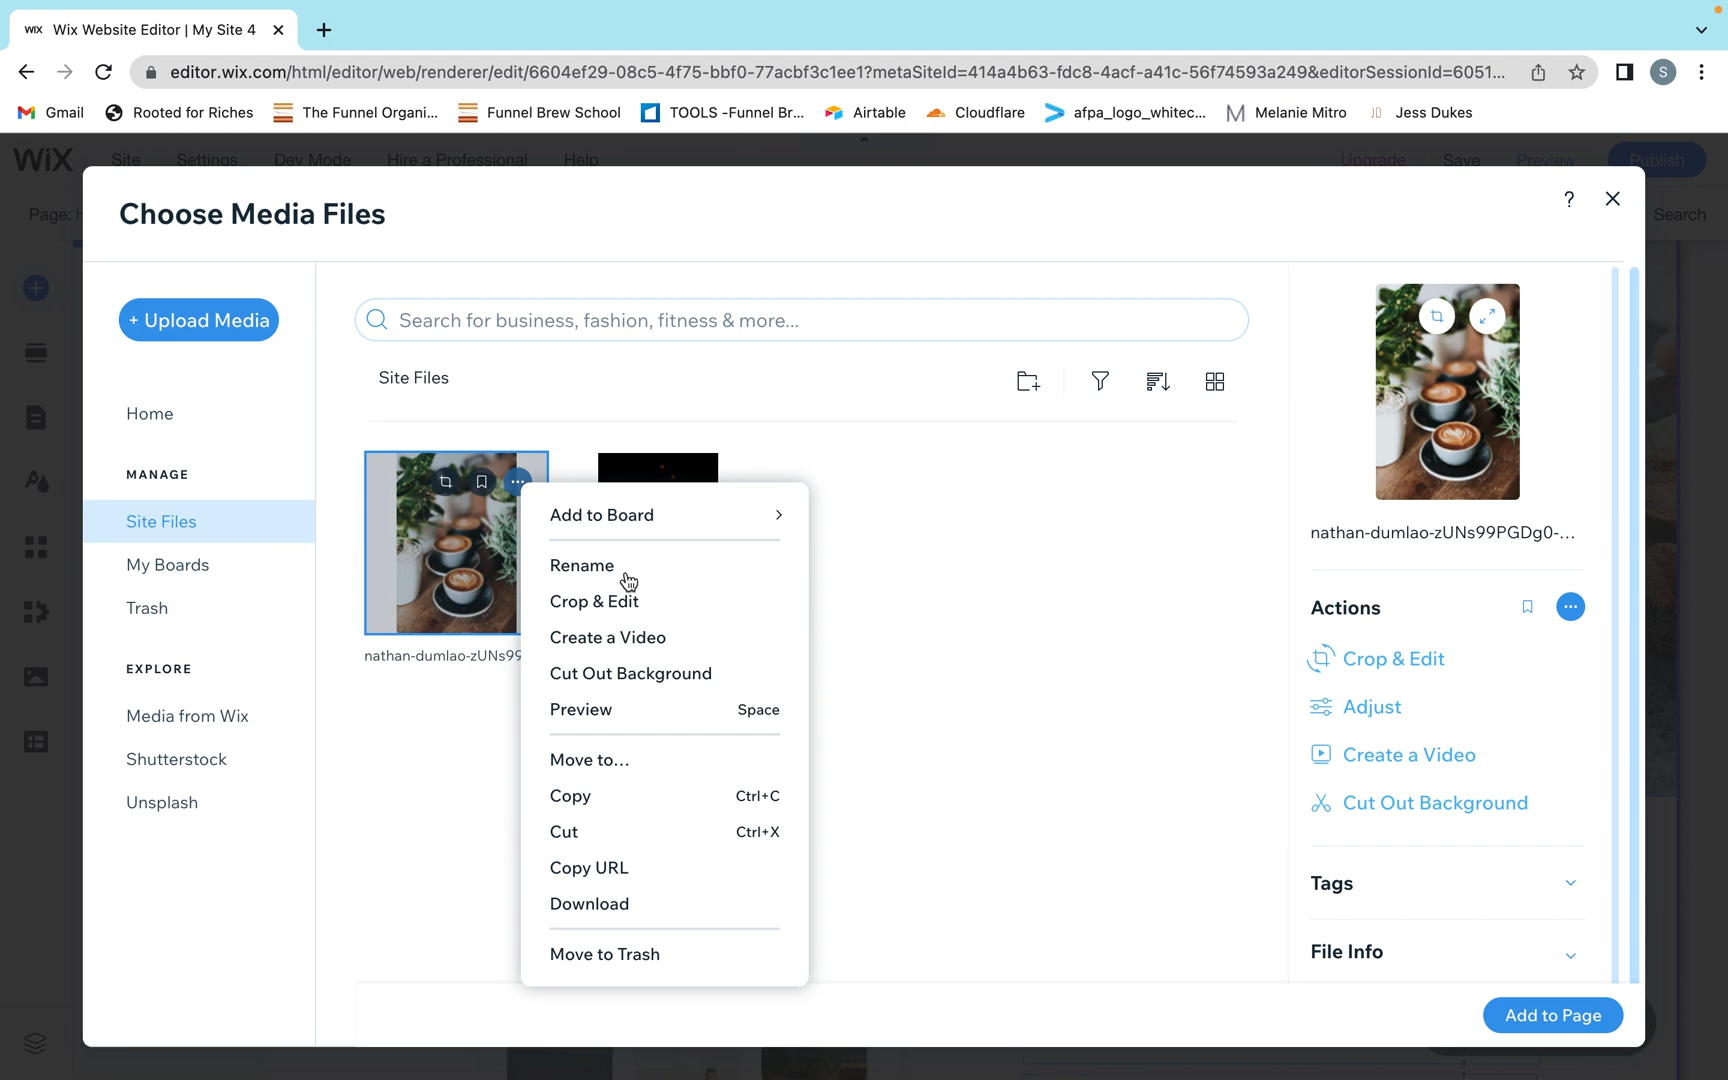 WIX Wix Website Editor | My Site 4
editor.wix.com/html/editor/web/renderer/edit/6604ef29-08c5-4f75-bbf0-77acbf3c1ee1?metaSiteId=414a4b63-fdc8-4acf-a41c-56f74593a249&editorSessionId=6051...
S
Gmail Rooted for Riches The Funnel Organi... Funnel Brew School TOOLS -Funnel Br... Airtable Cloudflare afpa_logo_whitec... Melanie Mitro JD Jess Dukes
WiX Site Settings Dev Mode Hire a Professional Help Upgrade Save Preview Publish
Page: Search
Choose Media Files
?
+ Upload Media
Search for business, fashion, fitness & more...
Site Files
Home
MANAGE
Site Files
My Boards
Trash
EXPLORE
Media from Wix
Shutterstock
Unsplash
nathan-dumlao-zUNs99
Add to Board
Rename
Crop & Edit
Create a Video
Cut Out Background
Preview Space
Move to...
Copy Ctrl+C
Cut Ctrl+X
Copy URL
Download
Move to Trash
nathan-dumlao-zUNs99PGDg0-...
Actions
Crop & Edit
Adjust
Create a Video
Cut Out Background
Tags
File Info
Add to Page